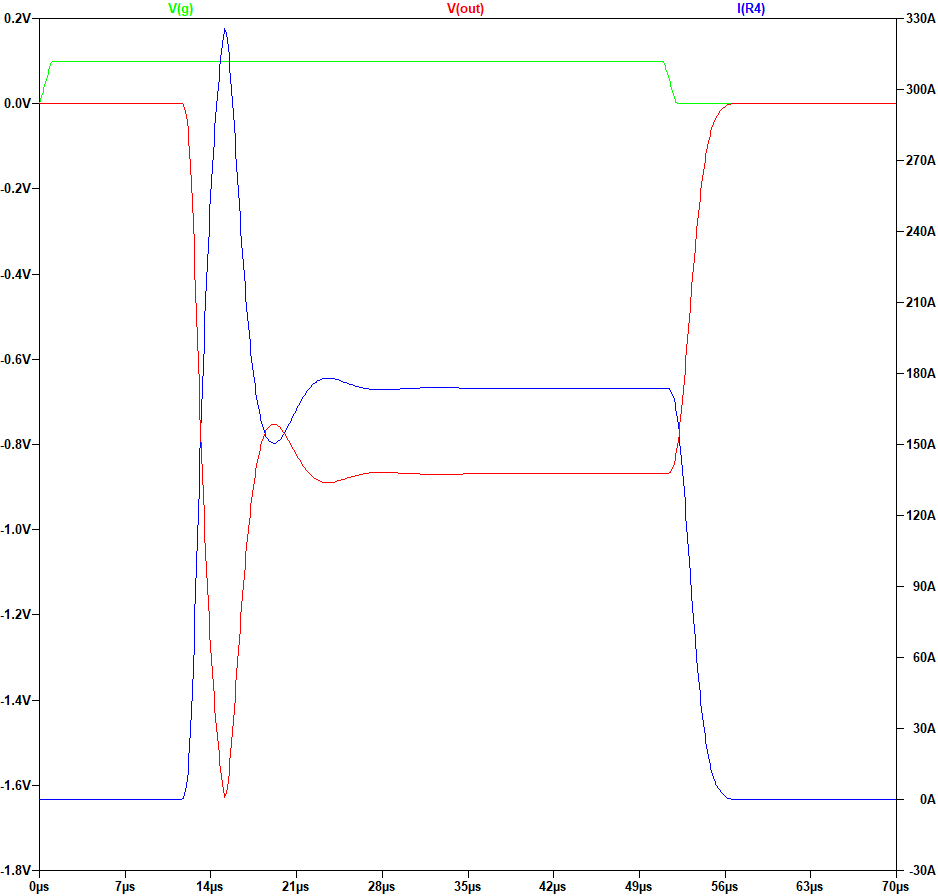 V(g) V(out) I(R4)
0.2V 330A
0.0V 300A
-0.2V 270A
-0.4V 240A
-0.6V 210A
-0.8V 180A
-1.0V 150A
-1.2V 120A
-1.4V 90A
-1.6V 60A
-1.8V 30A
0A
-30A
0µs 7µs 14µs 21µs 28µs 35µs 42µs 49µs 56µs 63µs 70µs